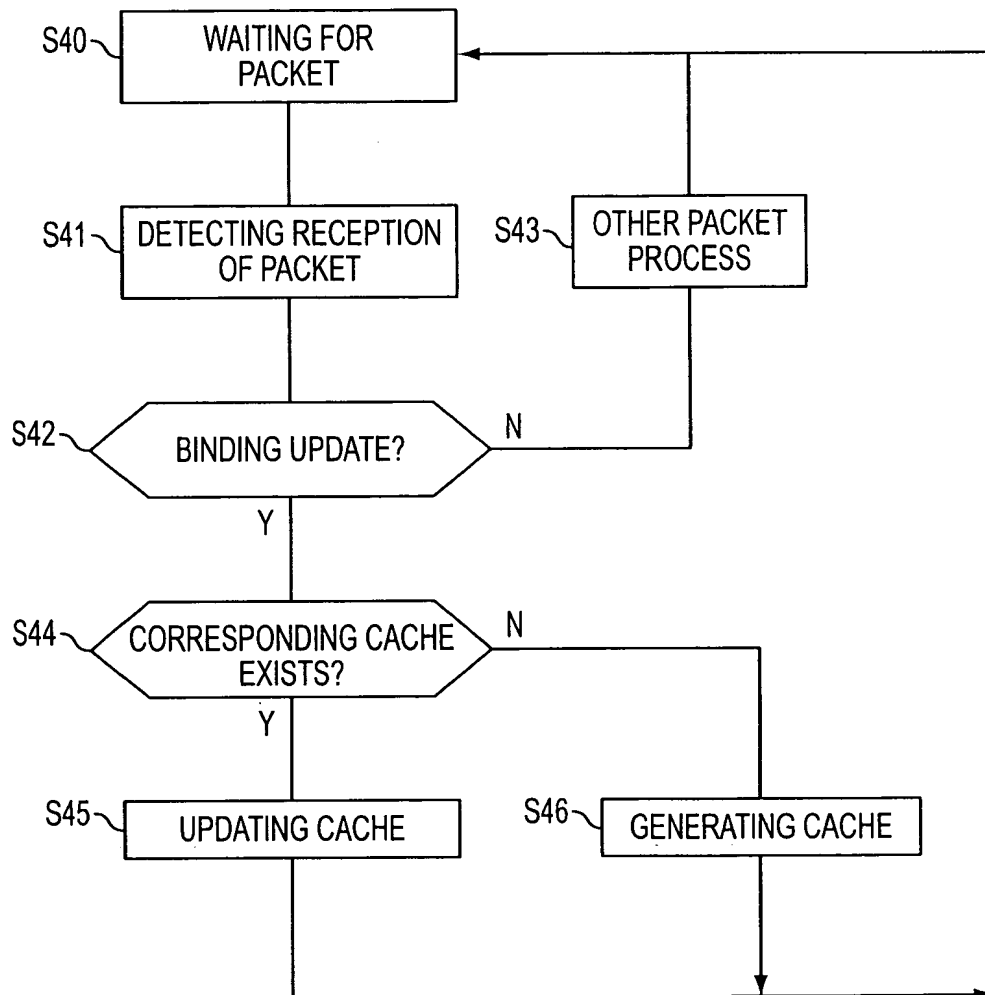 S40
WAITING FOR
PACKET
S41
DETECTING RECEPTION
OF PACKET
S43
OTHER PACKET
PROCESS
S42
BINDING UPDATE?
N
Y
S44
CORRESPONDING CACHE
EXISTS?
N
Y
S45
UPDATING CACHE
S46
GENERATING CACHE